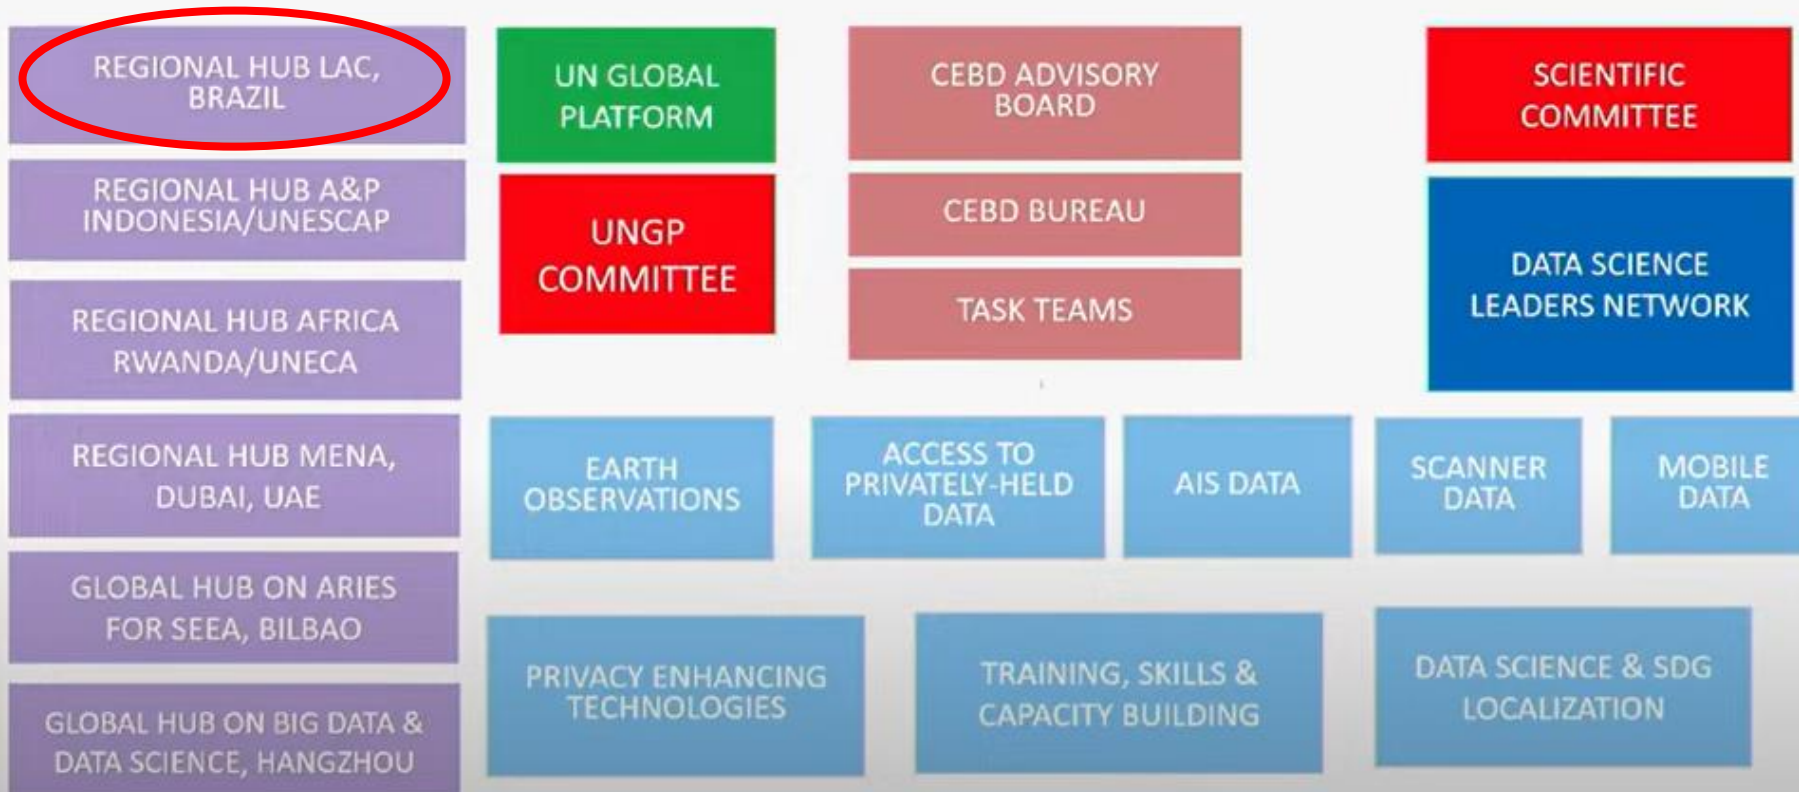 REGIONAL HUB LAC,
BRAZIL
REGIONAL HUB A&P
INDONESIA/UNESCAP
REGIONAL HUB AFRICA
RWANDA/UNECA
REGIONAL HUB MENA,
DUBAI, UAE
GLOBAL HUB ON ARIES
FOR SEEA, BILBAO
GLOBAL HUB ON BIG DATA &
DATA SCIENCE, HANGZHOU
UN GLOBAL
PLATFORM
UNGP
COMMITTEE
CEBD ADVISORY
BOARD
CEBD BUREAU
TASK TEAMS
SCIENTIFIC
COMMITTEE
DATA SCIENCE
LEADERS NETWORK
EARTH
OBSERVATIONS
ACCESS TO
PRIVATELY-HELD
DATA
AIS DATA
SCANNER
DATA
MOBILE
DATA
PRIVACY ENHANCING
TECHNOLOGIES
TRAINING, SKILLS &
CAPACITY BUILDING
DATA SCIENCE & SDG
LOCALIZATION